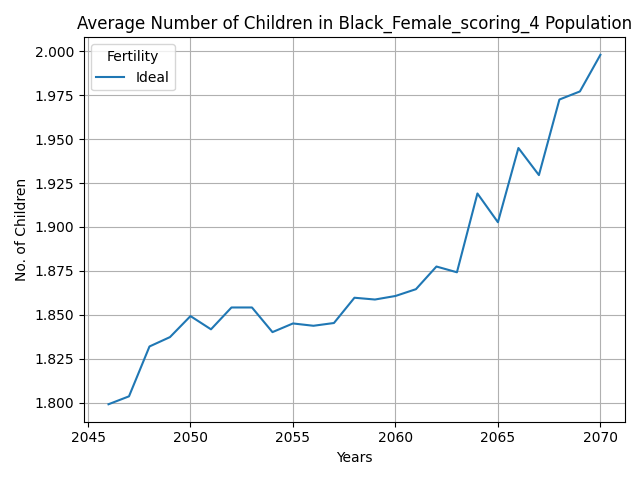 Average Number of Children in Black_Female_scoring_4 Population
Fertility
Ideal
No. of Children
2.000
1.975
1.950
1.925
1.900
1.875
1.850
1.825
1.800
2045 2050 2055 2060 2065 2070
Years